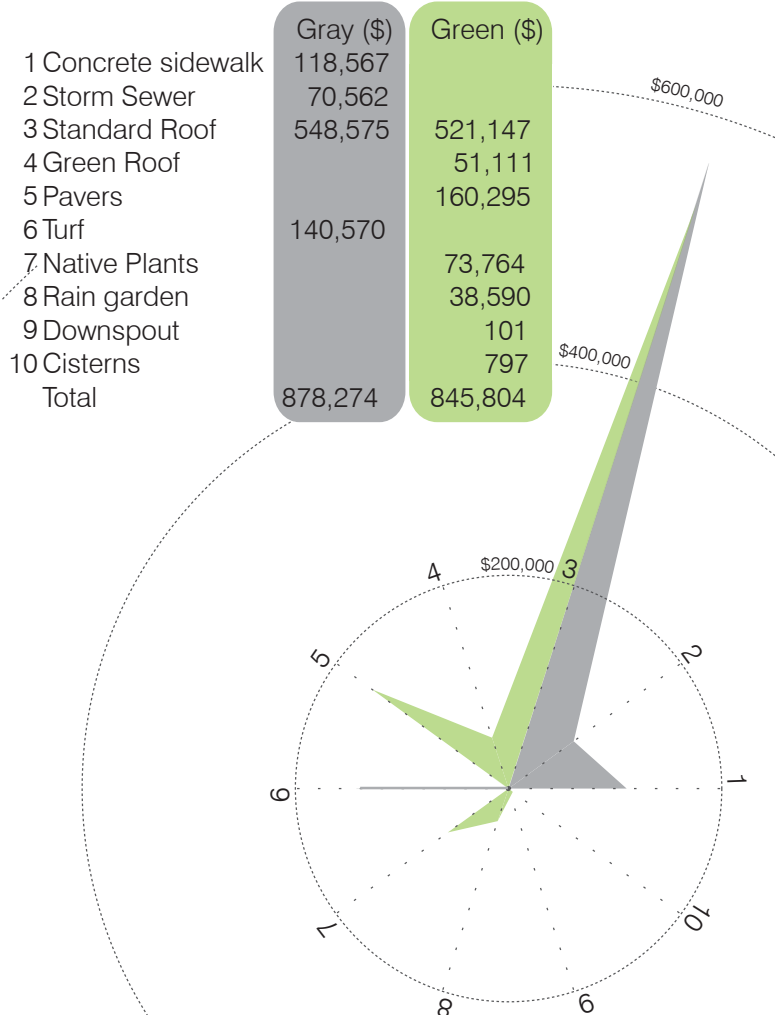 Gray ($) Green ($)
1 Concrete sidewalk 118,567
2 Storm Sewer 70,562
3 Standard Roof 548,575 521,147
4 Green Roof 51,111
5 Pavers 160,295
6 Turf 140,570
7 Native Plants 73,764
8 Rain garden 38,590
9 Downspout 101
10 Cisterns 797
Total 878,274 845,804
$600,000
$400,000
$200,000
3
4
2
5
1
6
10
7
9
8